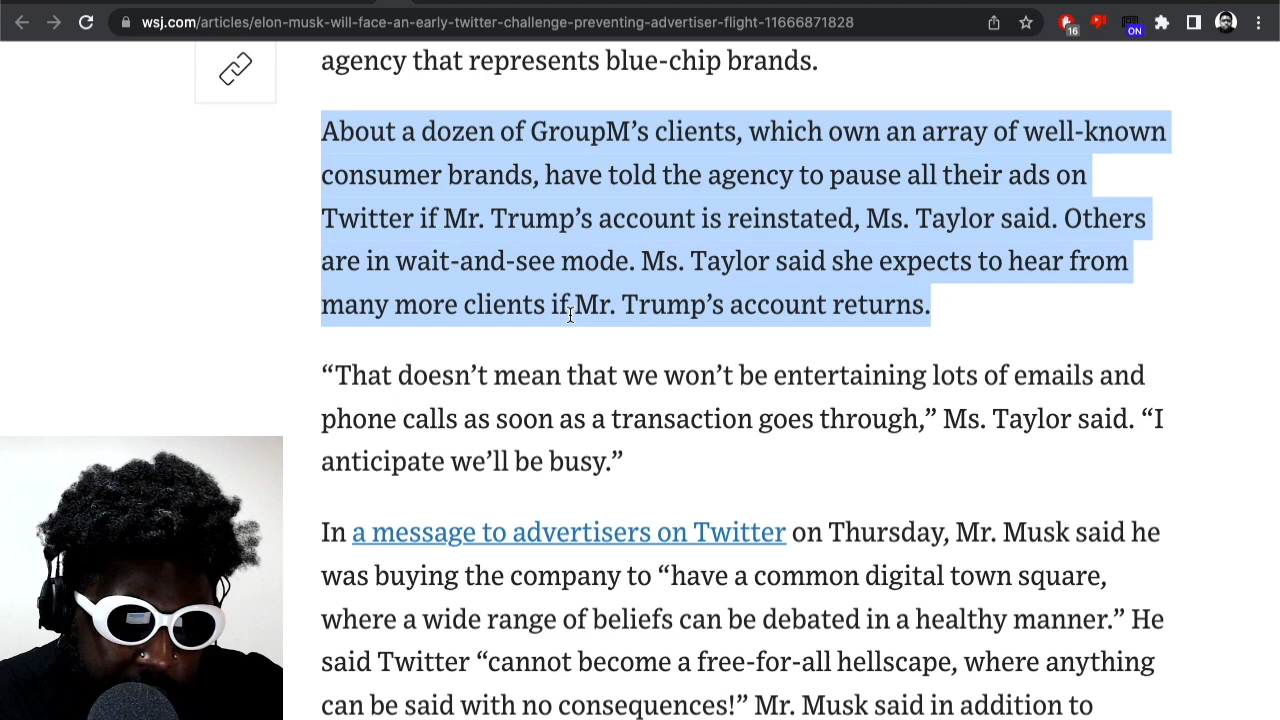 wsj.com/articles/elon-musk-will-face-an-early-twitter-challenge-preventing-advertiser-flight-11666871828
16
ON
agency that represents blue-chip brands.
About a dozen of GroupM’s clients, which own an array of well-known
consumer brands, have told the agency to pause all their ads on
Twitter if Mr. Trump’s account is reinstated, Ms. Taylor said. Others
are in wait-and-see mode. Ms. Taylor said she expects to hear from
many more clients if Mr. Trump’s account returns.
“That doesn’t mean that we won’t be entertaining lots of emails and
phone calls as soon as a transaction goes through,” Ms. Taylor said. “I
anticipate we’ll be busy.”
In a message to advertisers on Twitter on Thursday, Mr. Musk said he
was buying the company to “have a common digital town square,
where a wide range of beliefs can be debated in a healthy manner.” He
said Twitter “cannot become a free-for-all hellscape, where anything
can be said with no consequences!” Mr. Musk said in addition to